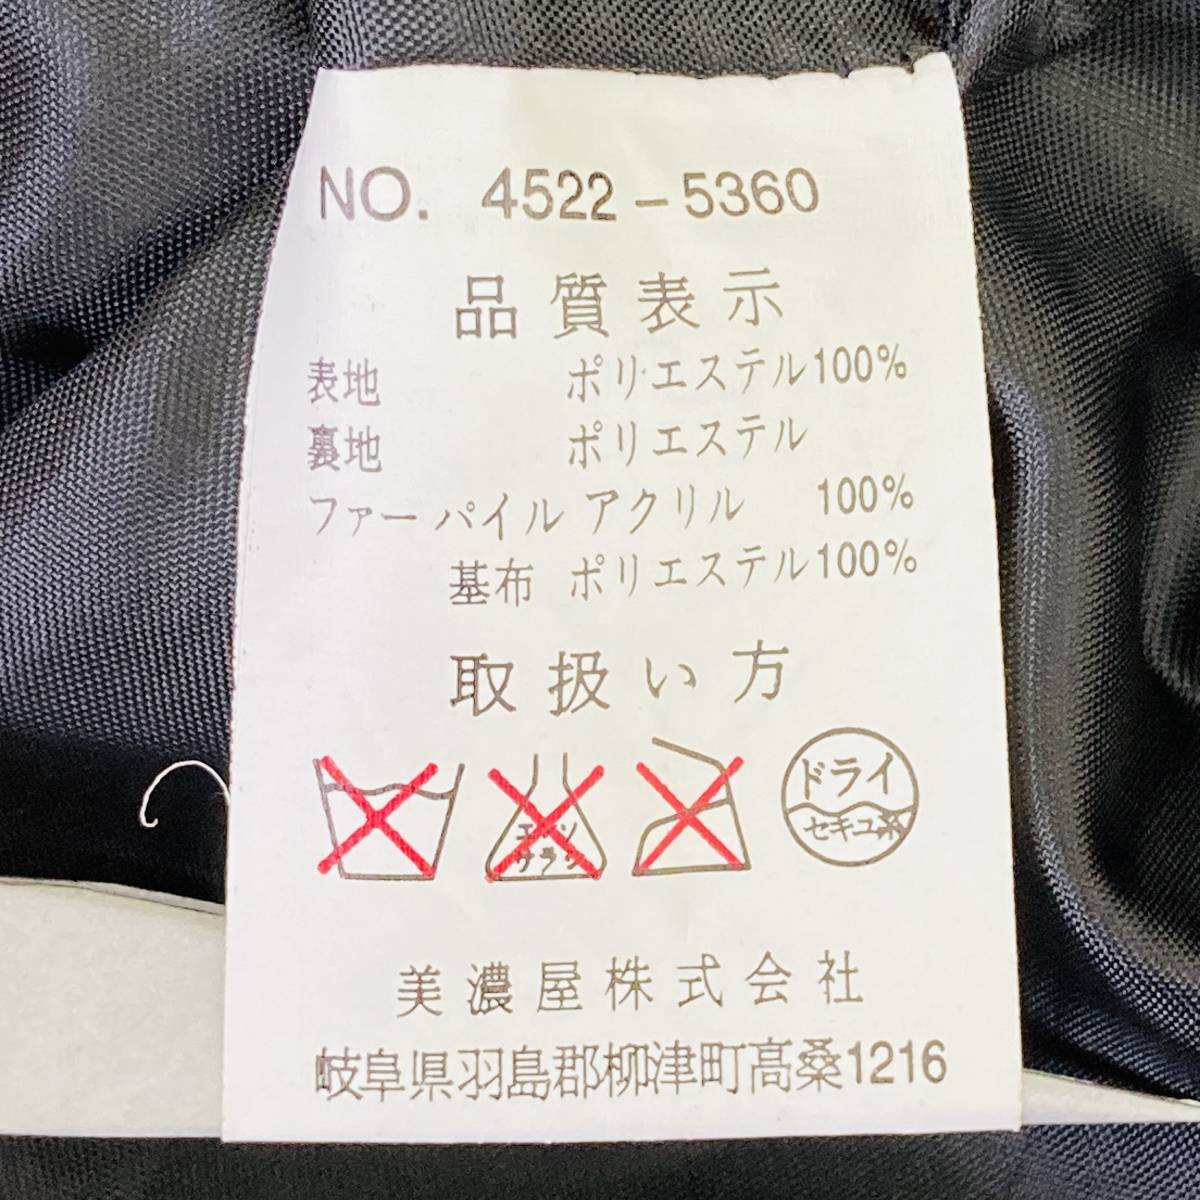 NO. 4522-5360
品質表示
表地 ポリエステル100%
裏地 ポリエステル
ファー パイル アクリル 100%
基布 ポリエステル100%
取扱い方
エンソ
サラシ
ドライ
セキユ系
美濃屋株式会社
岐阜県羽島郡柳津町高桑1216